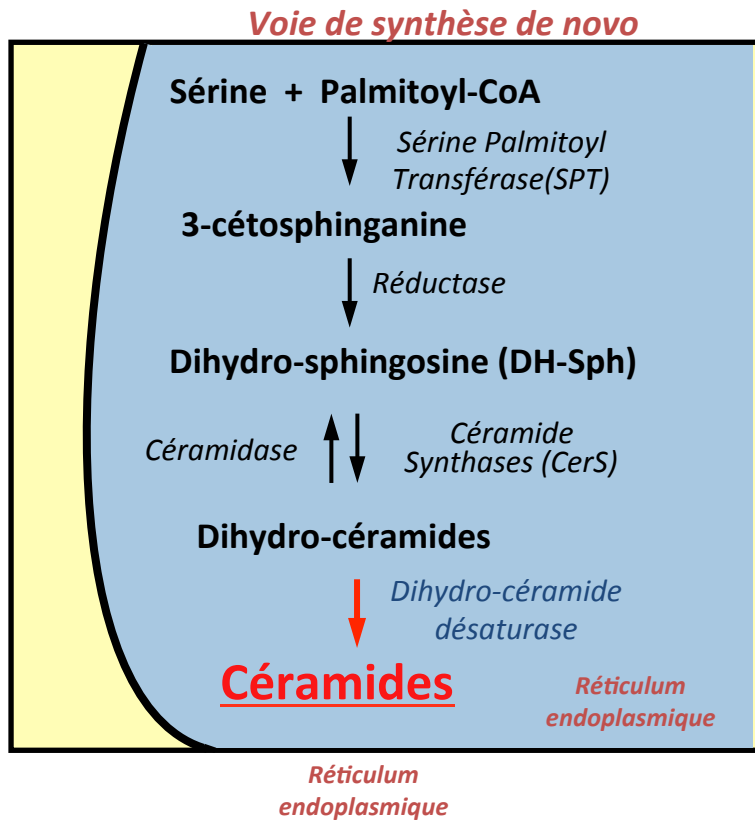 Voie de synthèse de novo
Sérine + Palmitoyl-CoA
Sérine Palmitoyl
Transférase(SPT)
3-cétosphinganine
Réductase
Dihydro-sphingosine (DH-Sph)
Céramidase
Céramide
Synthases (CerS)
Dihydro-céramides
Dihydro-céramide
désaturase
Céramides
Réticulum
endoplasmique
Réticulum
endoplasmique